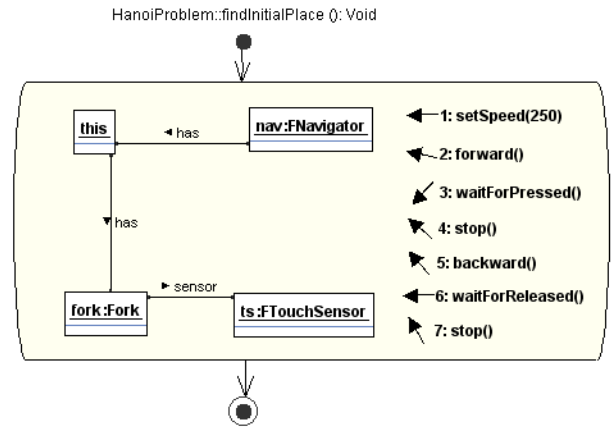 HanoiProblem::findInitialPlace (): Void
this
has
nav:FNavigator
1: setSpeed(250)
2: forward()
3: waitForPressed()
has
4: stop()
5: backward()
sensor
fork:Fork
ts:FTouchSensor
6: waitForReleased()
7: stop()